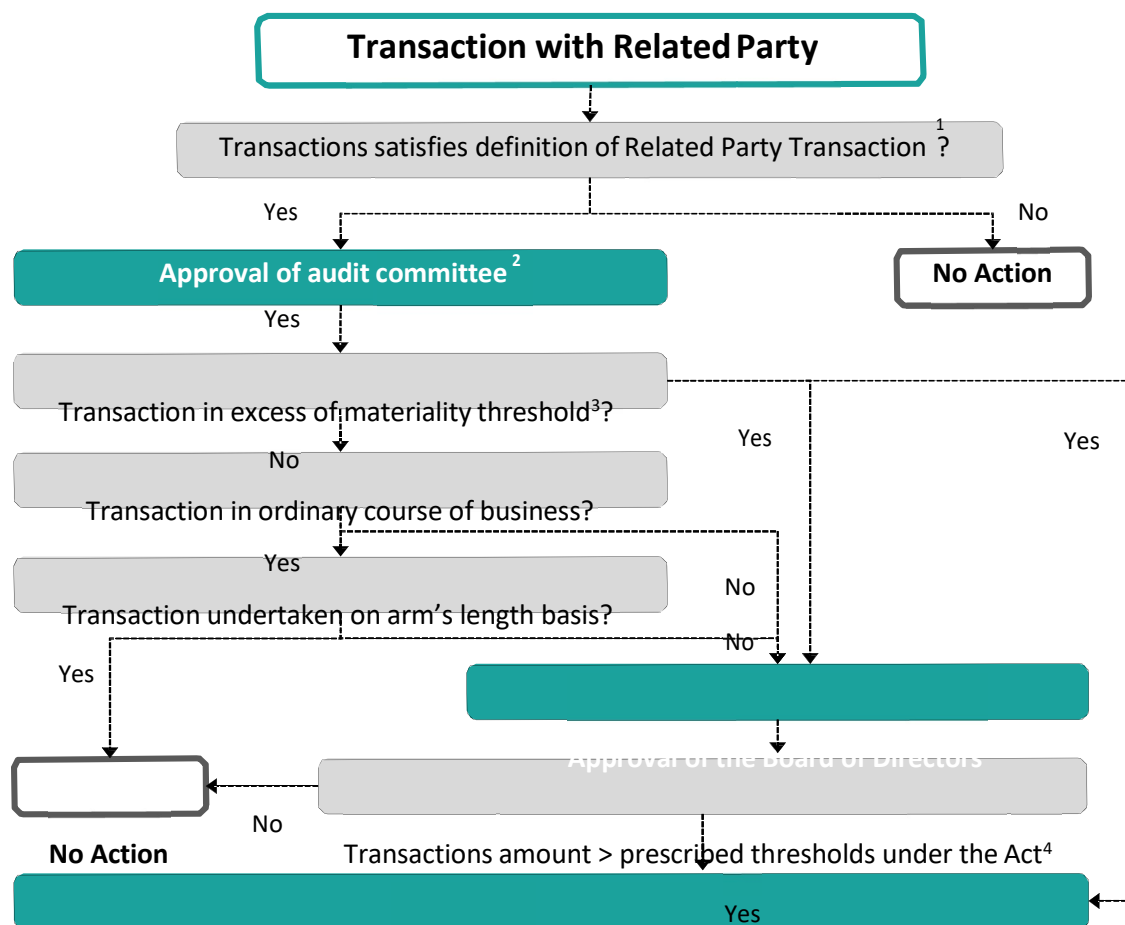 Transaction with Related Party
Transactions satisfies definition of Related Party Transaction ¹?
Yes
No
Approval of audit committee ²
No Action
Yes
Transaction in excess of materiality threshold³?
Yes
Yes
No
Transaction in ordinary course of business?
Yes
No
Transaction undertaken on arm’s length basis?
No
Yes
Approval of the Board of Directors
No
No Action
Transactions amount > prescribed thresholds under the Act⁴
Yes